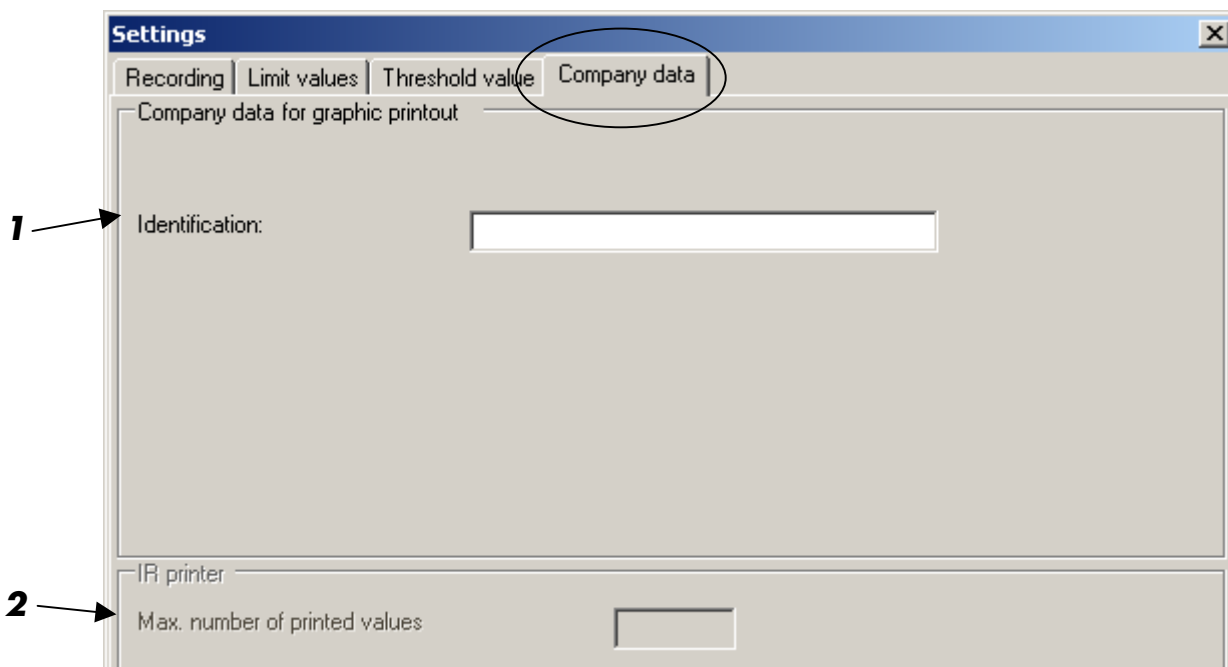 Settings
Recording Limit values Threshold value Company data
Company data for graphic printout
1 Identification:
IR printer
2 Max. number of printed values